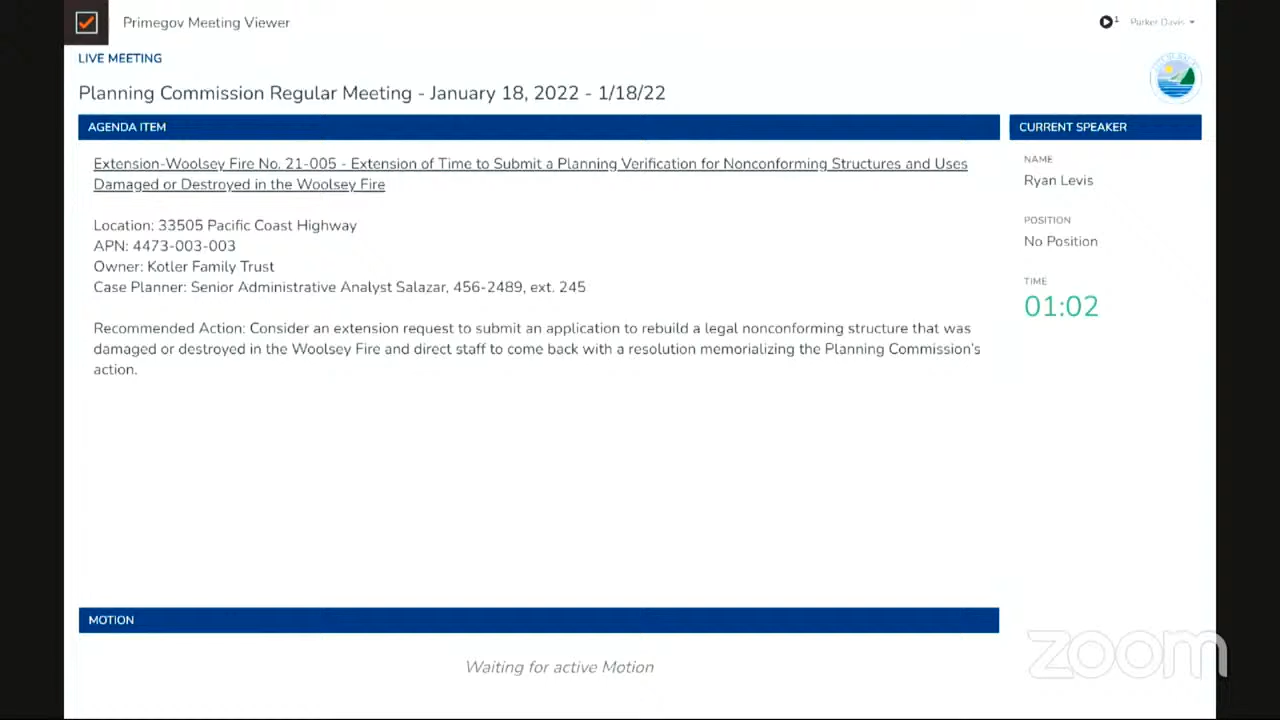 Primegov Meeting Viewer
1
Parker Davis
LIVE MEETING
Planning Commission Regular Meeting - January 18, 2022 - 1/18/22
AGENDA ITEM
Extension-Woolsey Fire No. 21-005 - Extension of Time to Submit a Planning Verification for Nonconforming Structures and Uses
Damaged or Destroyed in the Woolsey Fire
Location: 33505 Pacific Coast Highway
APN: 4473-003-003
Owner: Kotler Family Trust
Case Planner: Senior Administrative Analyst Salazar, 456-2489, ext. 245
Recommended Action: Consider an extension request to submit an application to rebuild a legal nonconforming structure that was
damaged or destroyed in the Woolsey Fire and direct staff to come back with a resolution memorializing the Planning Commission's
action.
CURRENT SPEAKER
NAME
Ryan Levis
POSITION
No Position
TIME
01:02
MOTION
Waiting for active Motion
zoom